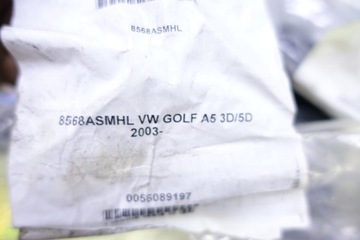 8568ASMHL
8568ASMHL VW GOLF A5 3D/5D
2003-
0056089197